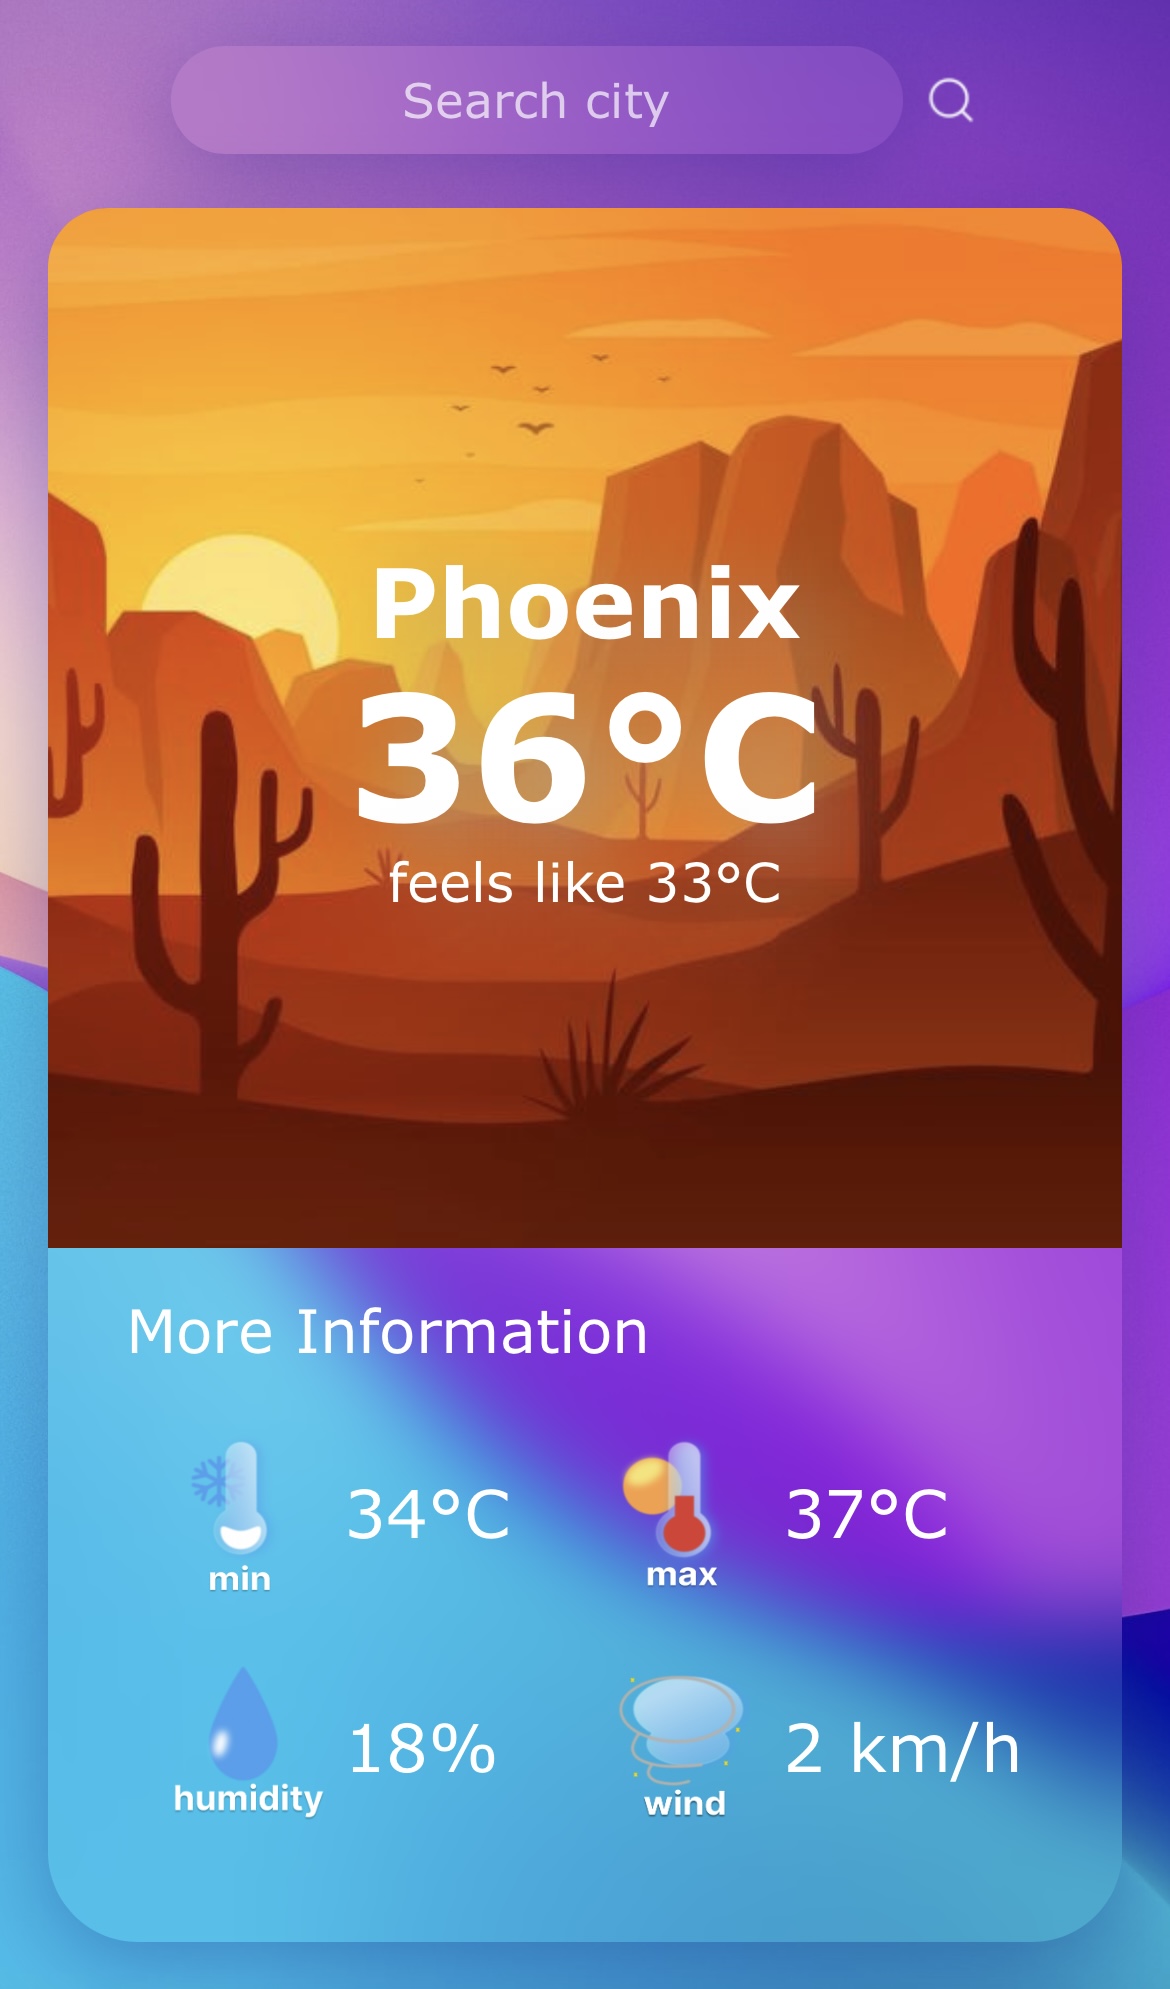 Search city
Phoenix
36°C
feels like 33°C
More Information
34°C
min
37°C
max
18%
humidity
2 km/h
wind